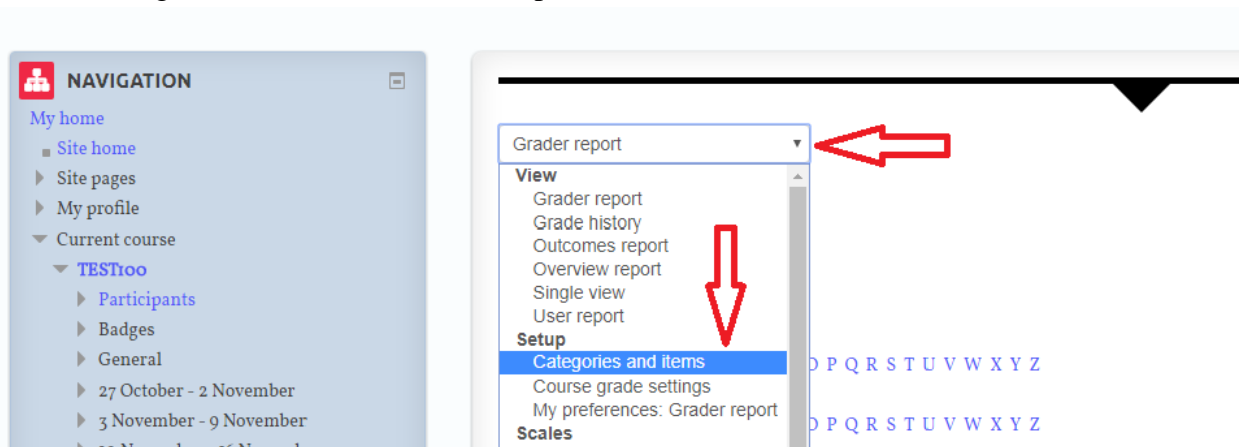 NAVIGATION
My home
Site home
Site pages
My profile
Current course
TEST100
Participants
Badges
General
27 October - 2 November
3 November - 9 November
Grader report
View
Grader report
Grade history
Outcomes report
Overview report
Single view
User report
Setup
Categories and items
Course grade settings
My preferences: Grader report
Scales
P Q R S T U V W X Y Z
P Q R S T U V W X Y Z